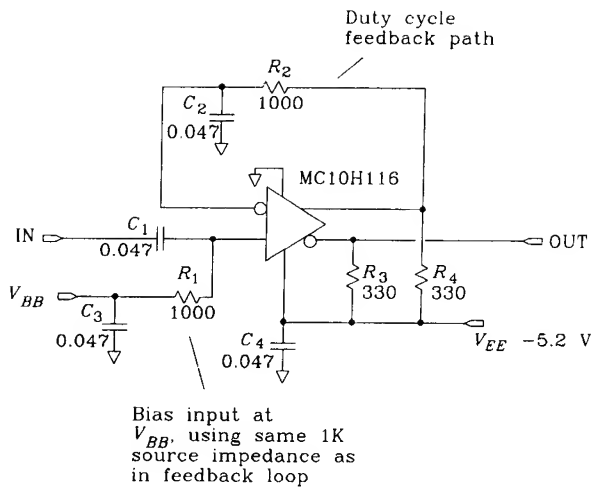 Duty cycle
feedback path
R2
1000
C2
0.047
MC10H116
IN
C1
0.047
OUT
R1
1000
R3
330
R4
330
VBB
C3
0.047
C4
0.047
VEE −5.2 V
Bias input at
VBB, using same 1K
source impedance as
in feedback loop